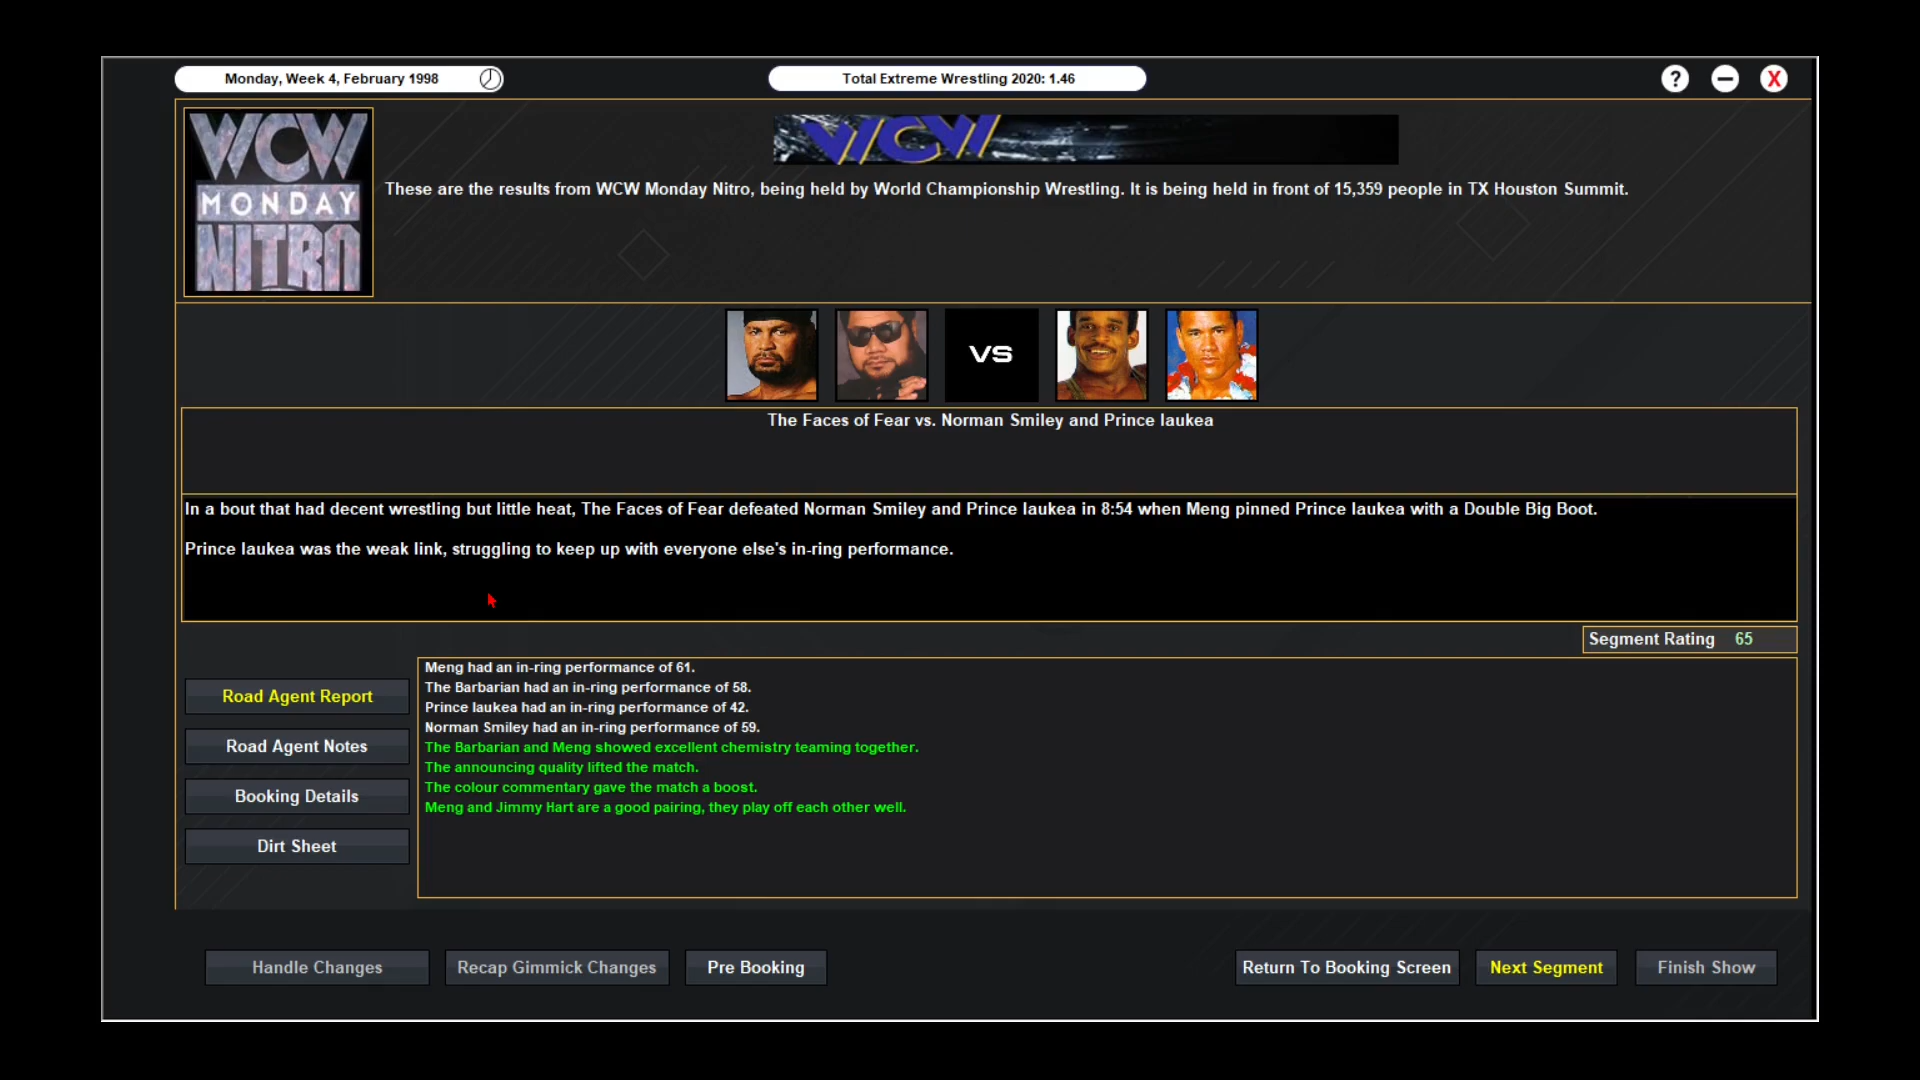 Monday, Week 4, February 1998
Total Extreme Wrestling 2020: 1.46
?
X
WCW
MONDAY
NITRO
WCW
These are the results from WCW Monday Nitro, being held by World Championship Wrestling. It is being held in front of 15,359 people in TX Houston Summit.
VS
The Faces of Fear vs. Norman Smiley and Prince Iaukea
In a bout that had decent wrestling but little heat, The Faces of Fear defeated Norman Smiley and Prince Iaukea in 8:54 when Meng pinned Prince Iaukea with a Double Big Boot.
Prince Iaukea was the weak link, struggling to keep up with everyone else's in-ring performance.
Segment Rating 65
Road Agent Report
Road Agent Notes
Booking Details
Dirt Sheet
Meng had an in-ring performance of 61.
The Barbarian had an in-ring performance of 58.
Prince Iaukea had an in-ring performance of 42.
Norman Smiley had an in-ring performance of 59.
The Barbarian and Meng showed excellent chemistry teaming together.
The announcing quality lifted the match.
The colour commentary gave the match a boost.
Meng and Jimmy Hart are a good pairing, they play off each other well.
Handle Changes
Recap Gimmick Changes
Pre Booking
Return To Booking Screen
Next Segment
Finish Show